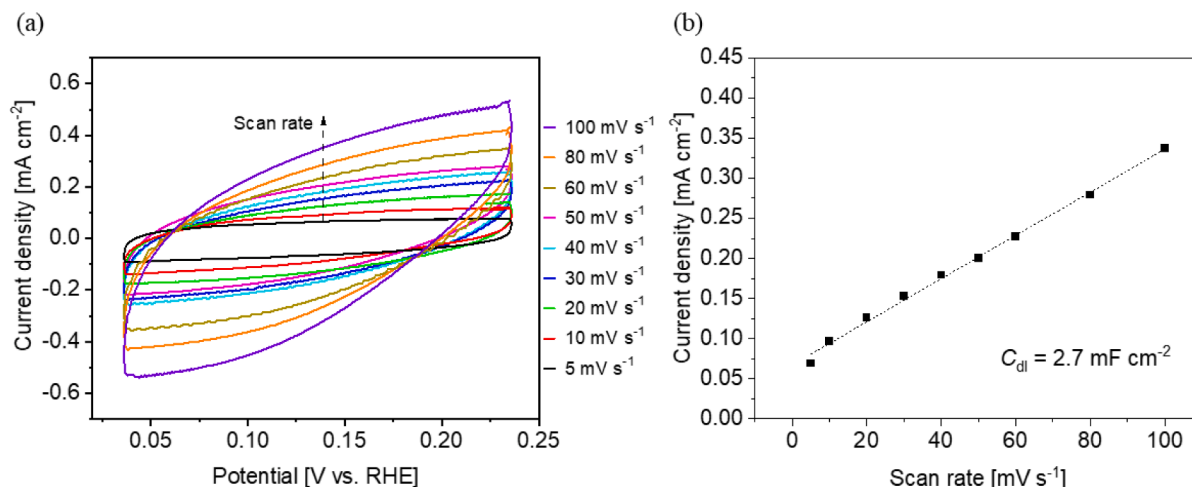 (a)
Current density [mA cm⁻²]
0.6
0.4
0.2
0.0
-0.2
-0.4
-0.6
Scan rate
0.05
0.10
0.15
0.20
0.25
Potential [V vs. RHE]
100 mV s⁻¹
80 mV s⁻¹
60 mV s⁻¹
50 mV s⁻¹
40 mV s⁻¹
30 mV s⁻¹
20 mV s⁻¹
10 mV s⁻¹
5 mV s⁻¹
(b)
Current density [mA cm⁻²]
0.45
0.40
0.35
0.30
0.25
0.20
0.15
0.10
0.05
0.00
C_dl = 2.7 mF cm⁻²
0
20
40
60
80
100
Scan rate [mV s⁻¹]